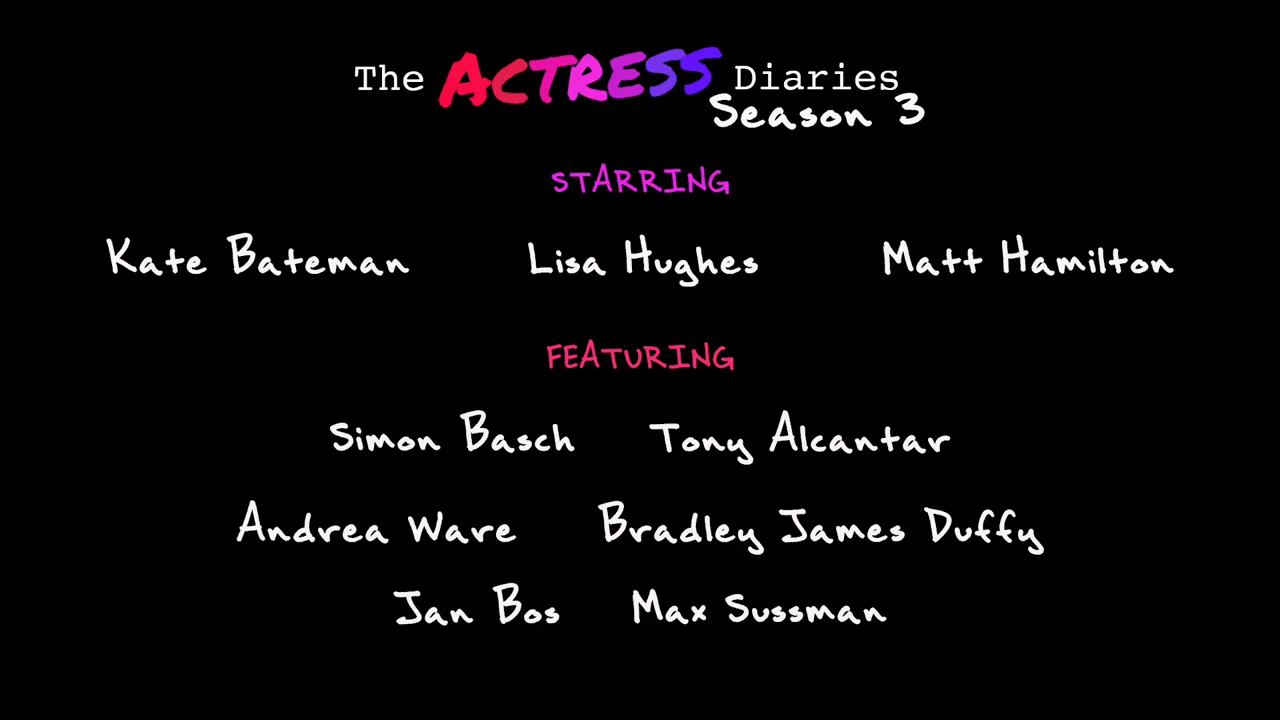 The ACTRESS Diaries
Season 3
STARRING
Kate Bateman Lisa Hughes Matt Hamilton
FEATURING
Simon Basch Tony Alcantar
Andrea Ware Bradley James Duffy
Jan Bos Max Sussman